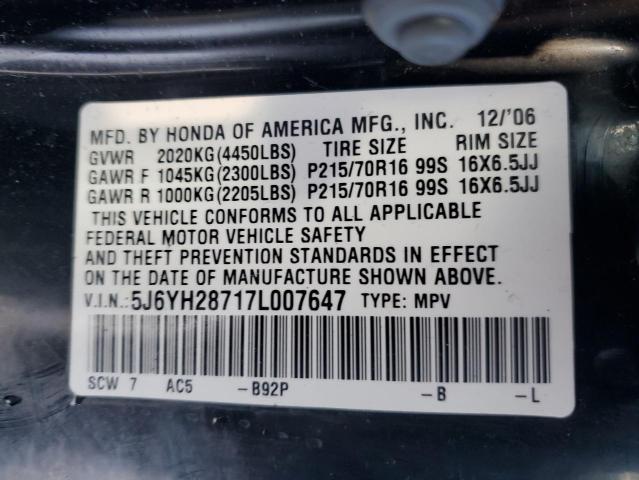 MFD. BY HONDA OF AMERICA MFG., INC. 12/'06
GVWR 2020KG(4450LBS) TIRE SIZE RIM SIZE
GAWR F 1045KG(2300LBS) P215/70R16 99S 16X6.5JJ
GAWR R 1000KG(2205LBS) P215/70R16 99S 16X6.5JJ
THIS VEHICLE CONFORMS TO ALL APPLICABLE
FEDERAL MOTOR VEHICLE SAFETY
AND THEFT PREVENTION STANDARDS IN EFFECT
ON THE DATE OF MANUFACTURE SHOWN ABOVE.
V.I.N.: 5J6YH28717L007647 TYPE: MPV
SCW 7 AC5 -B92P -B -L